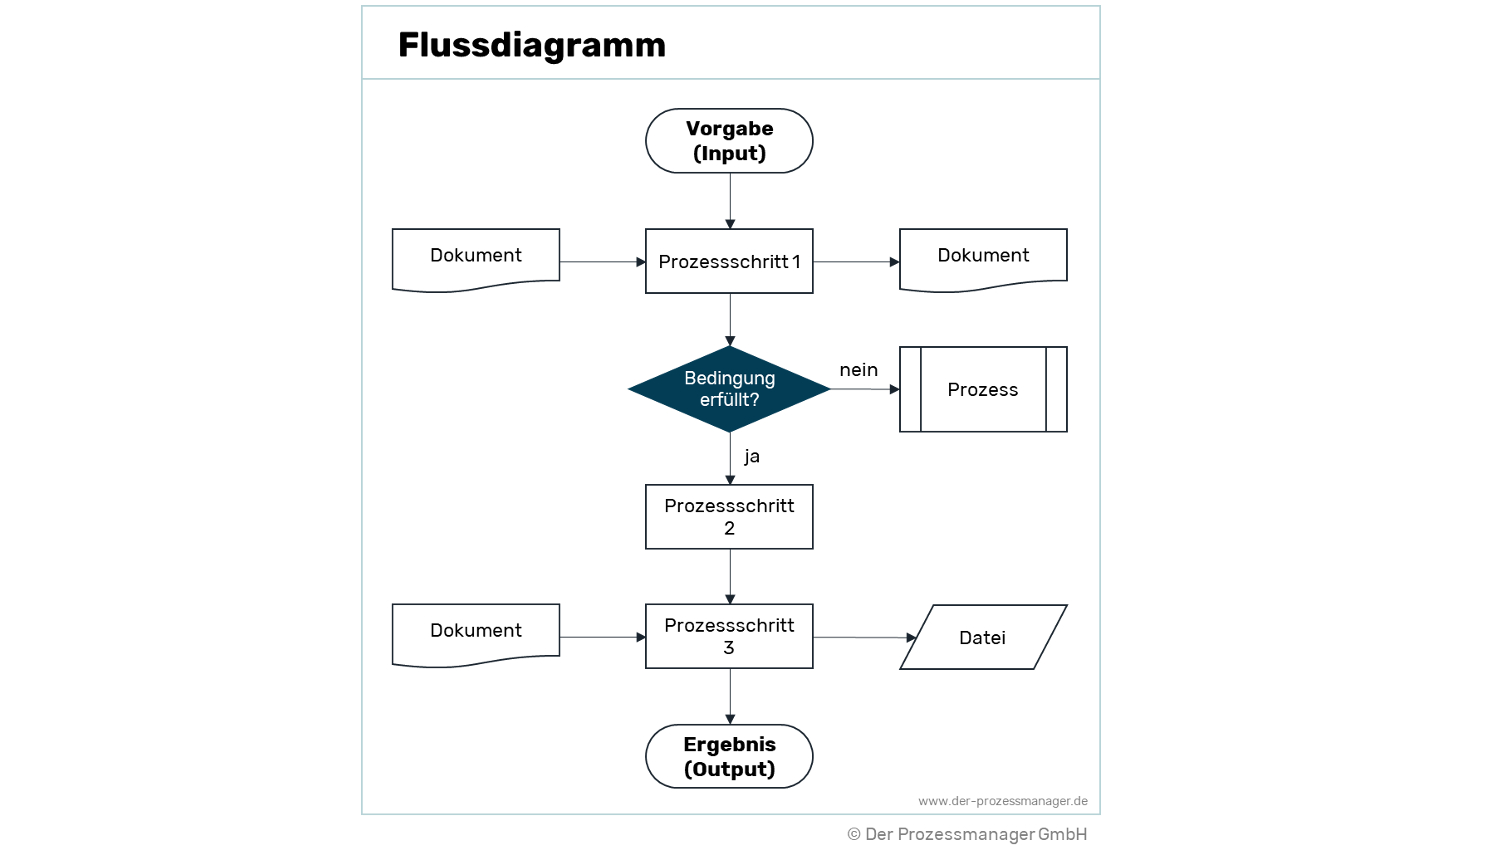 Flussdiagramm
Vorgabe
(Input)
Dokument
Prozessschritt 1
Dokument
Bedingung
erfüllt?
nein
Prozess
ja
Prozessschritt
2
Dokument
Prozessschritt
3
Datei
Ergebnis
(Output)
www.der-prozessmanager.de
© Der Prozessmanager GmbH